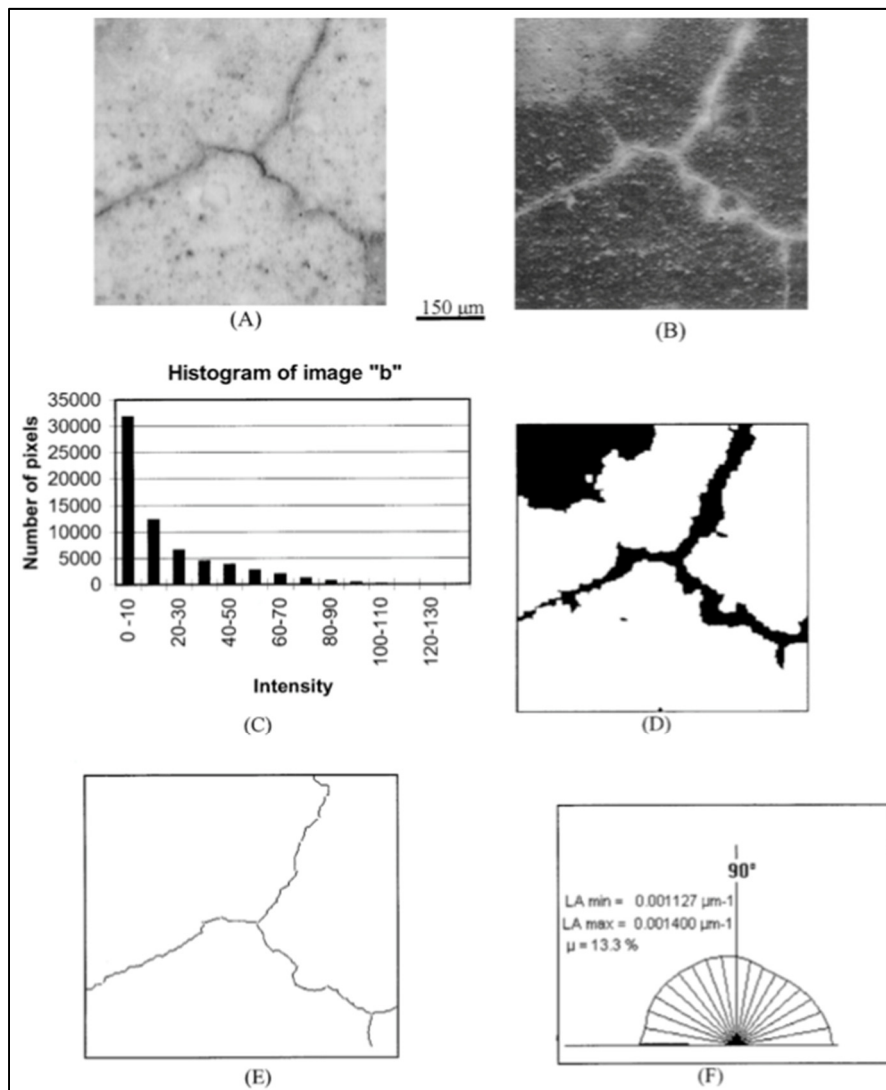 (A)
150 µm
(B)
Histogram of image "b"
Number of pixels
35000
30000
25000
20000
15000
10000
5000
0
0 -10
20-30
40-50
60-70
80-90
100-110
120-130
Intensity
(C)
(D)
(E)
90°
LA min = 0.001127 µm-1
LA max = 0.001400 µm-1
µ = 13.3 %
(F)